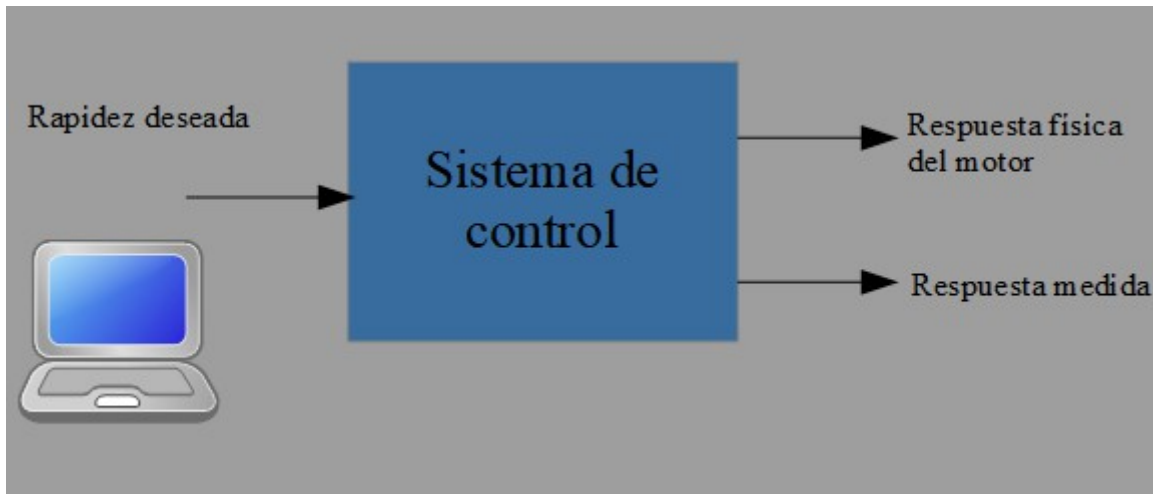 Rapidez deseada
Sistema de
control
Respuesta física
del motor
Respuesta medida